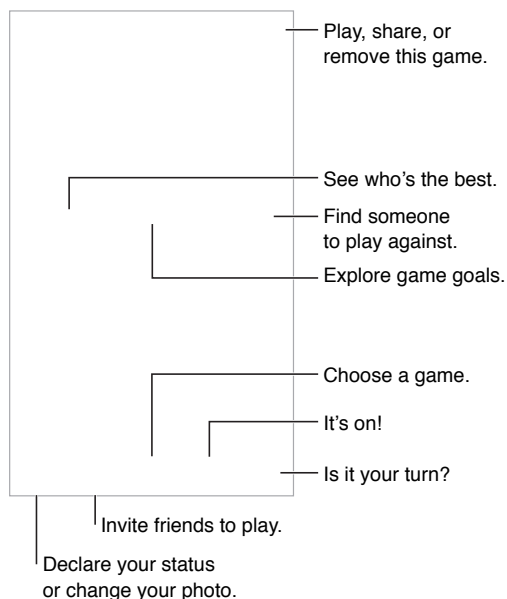 Play, share, or
remove this game.
See who's the best.
Find someone
to play against.
Explore game goals.
Choose a game.
It's on!
Is it your turn?
Invite friends to play.
Declare your status
or change your photo.